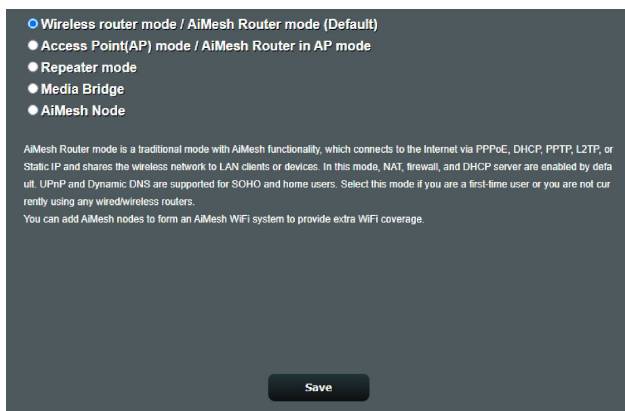 Wireless router mode / AiMesh Router mode (Default)
Access Point(AP) mode / AiMesh Router in AP mode
Repeater mode
Media Bridge
AiMesh Node
AiMesh Router mode is a traditional mode with AiMesh functionality, which connects to the Internet via PPPoE, DHCP, PPTP, L2TP, or
Static IP and shares the wireless network to LAN clients or devices. In this mode, NAT, firewall, and DHCP server are enabled by defa
ult. UPnP and Dynamic DNS are supported for SOHO and home users. Select this mode if you are a first-time user or you are not cur
rently using any wired/wireless routers.
You can add AiMesh nodes to form an AiMesh WiFi system to provide extra WiFi coverage.
Save